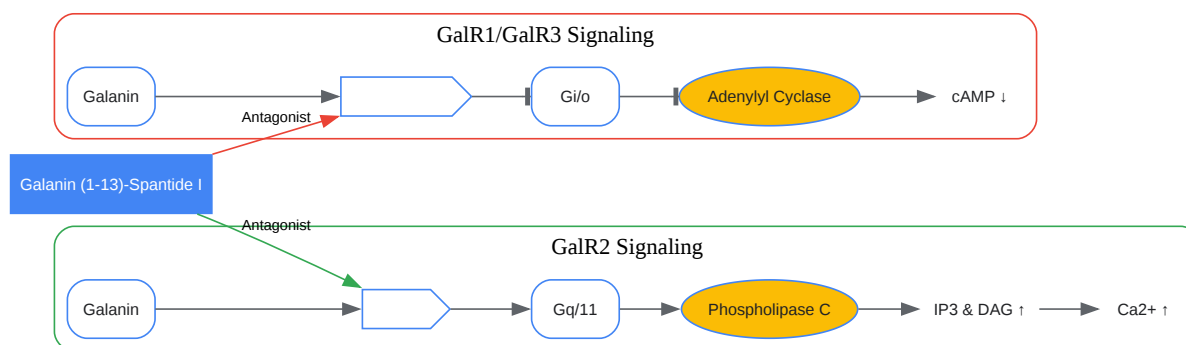 GalR1/GalR3 Signaling
Galanin
Gi/o
Adenylyl Cyclase
cAMP ↓
Antagonist
Galanin (1-13)-Spantide I
Antagonist
GalR2 Signaling
Galanin
Gq/11
Phospholipase C
IP3 & DAG ↑
Ca2+ ↑